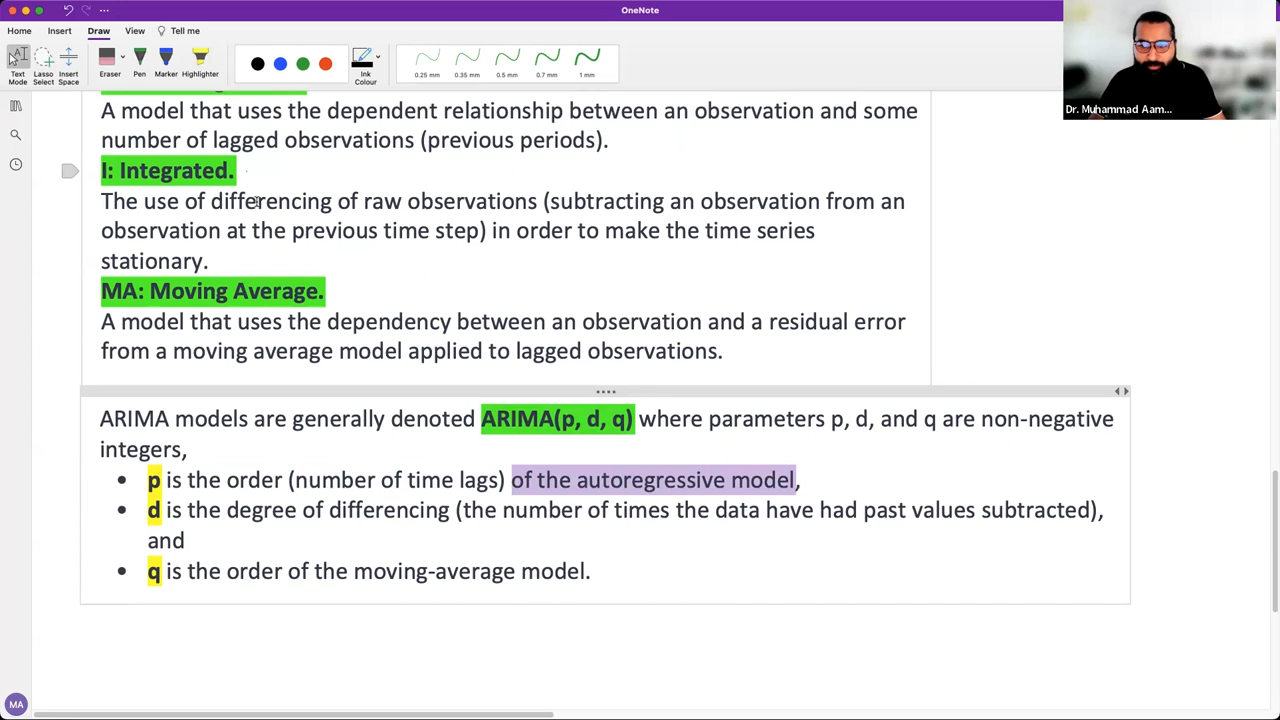 OneNote
Home Insert Draw View Tell me
Text Mode
Lasso Select
Insert Space
Eraser
Pen
Marker
Highlighter
Ink Colour
0.25 mm 0.35 mm 0.5 mm 0.7 mm 1 mm
Dr. Muhammad Aam...
A model that uses the dependent relationship between an observation and some
number of lagged observations (previous periods).
I: Integrated.
The use of differencing of raw observations (subtracting an observation from an
observation at the previous time step) in order to make the time series
stationary.
MA: Moving Average.
A model that uses the dependency between an observation and a residual error
from a moving average model applied to lagged observations.
ARIMA models are generally denoted ARIMA(p, d, q) where parameters p, d, and q are non-negative
integers,
• p is the order (number of time lags) of the autoregressive model,
• d is the degree of differencing (the number of times the data have had past values subtracted),
and
• q is the order of the moving-average model.
MA